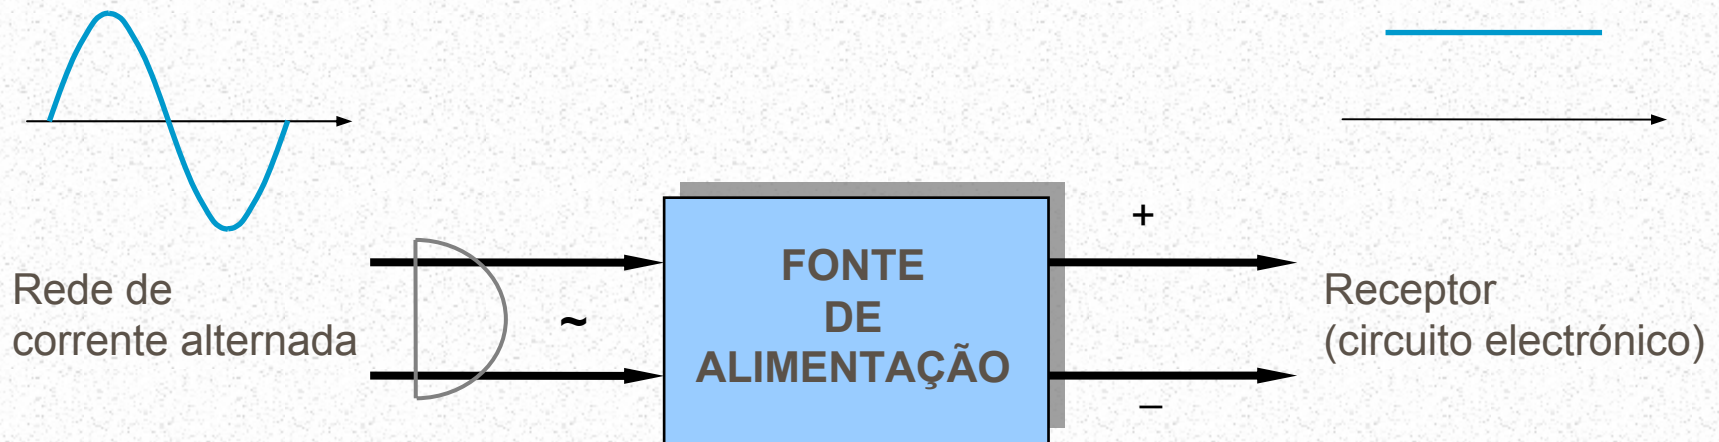 Rede de
corrente alternada
~
FONTE
DE
ALIMENTAÇÃO
+
–
Receptor
(circuito electrónico)